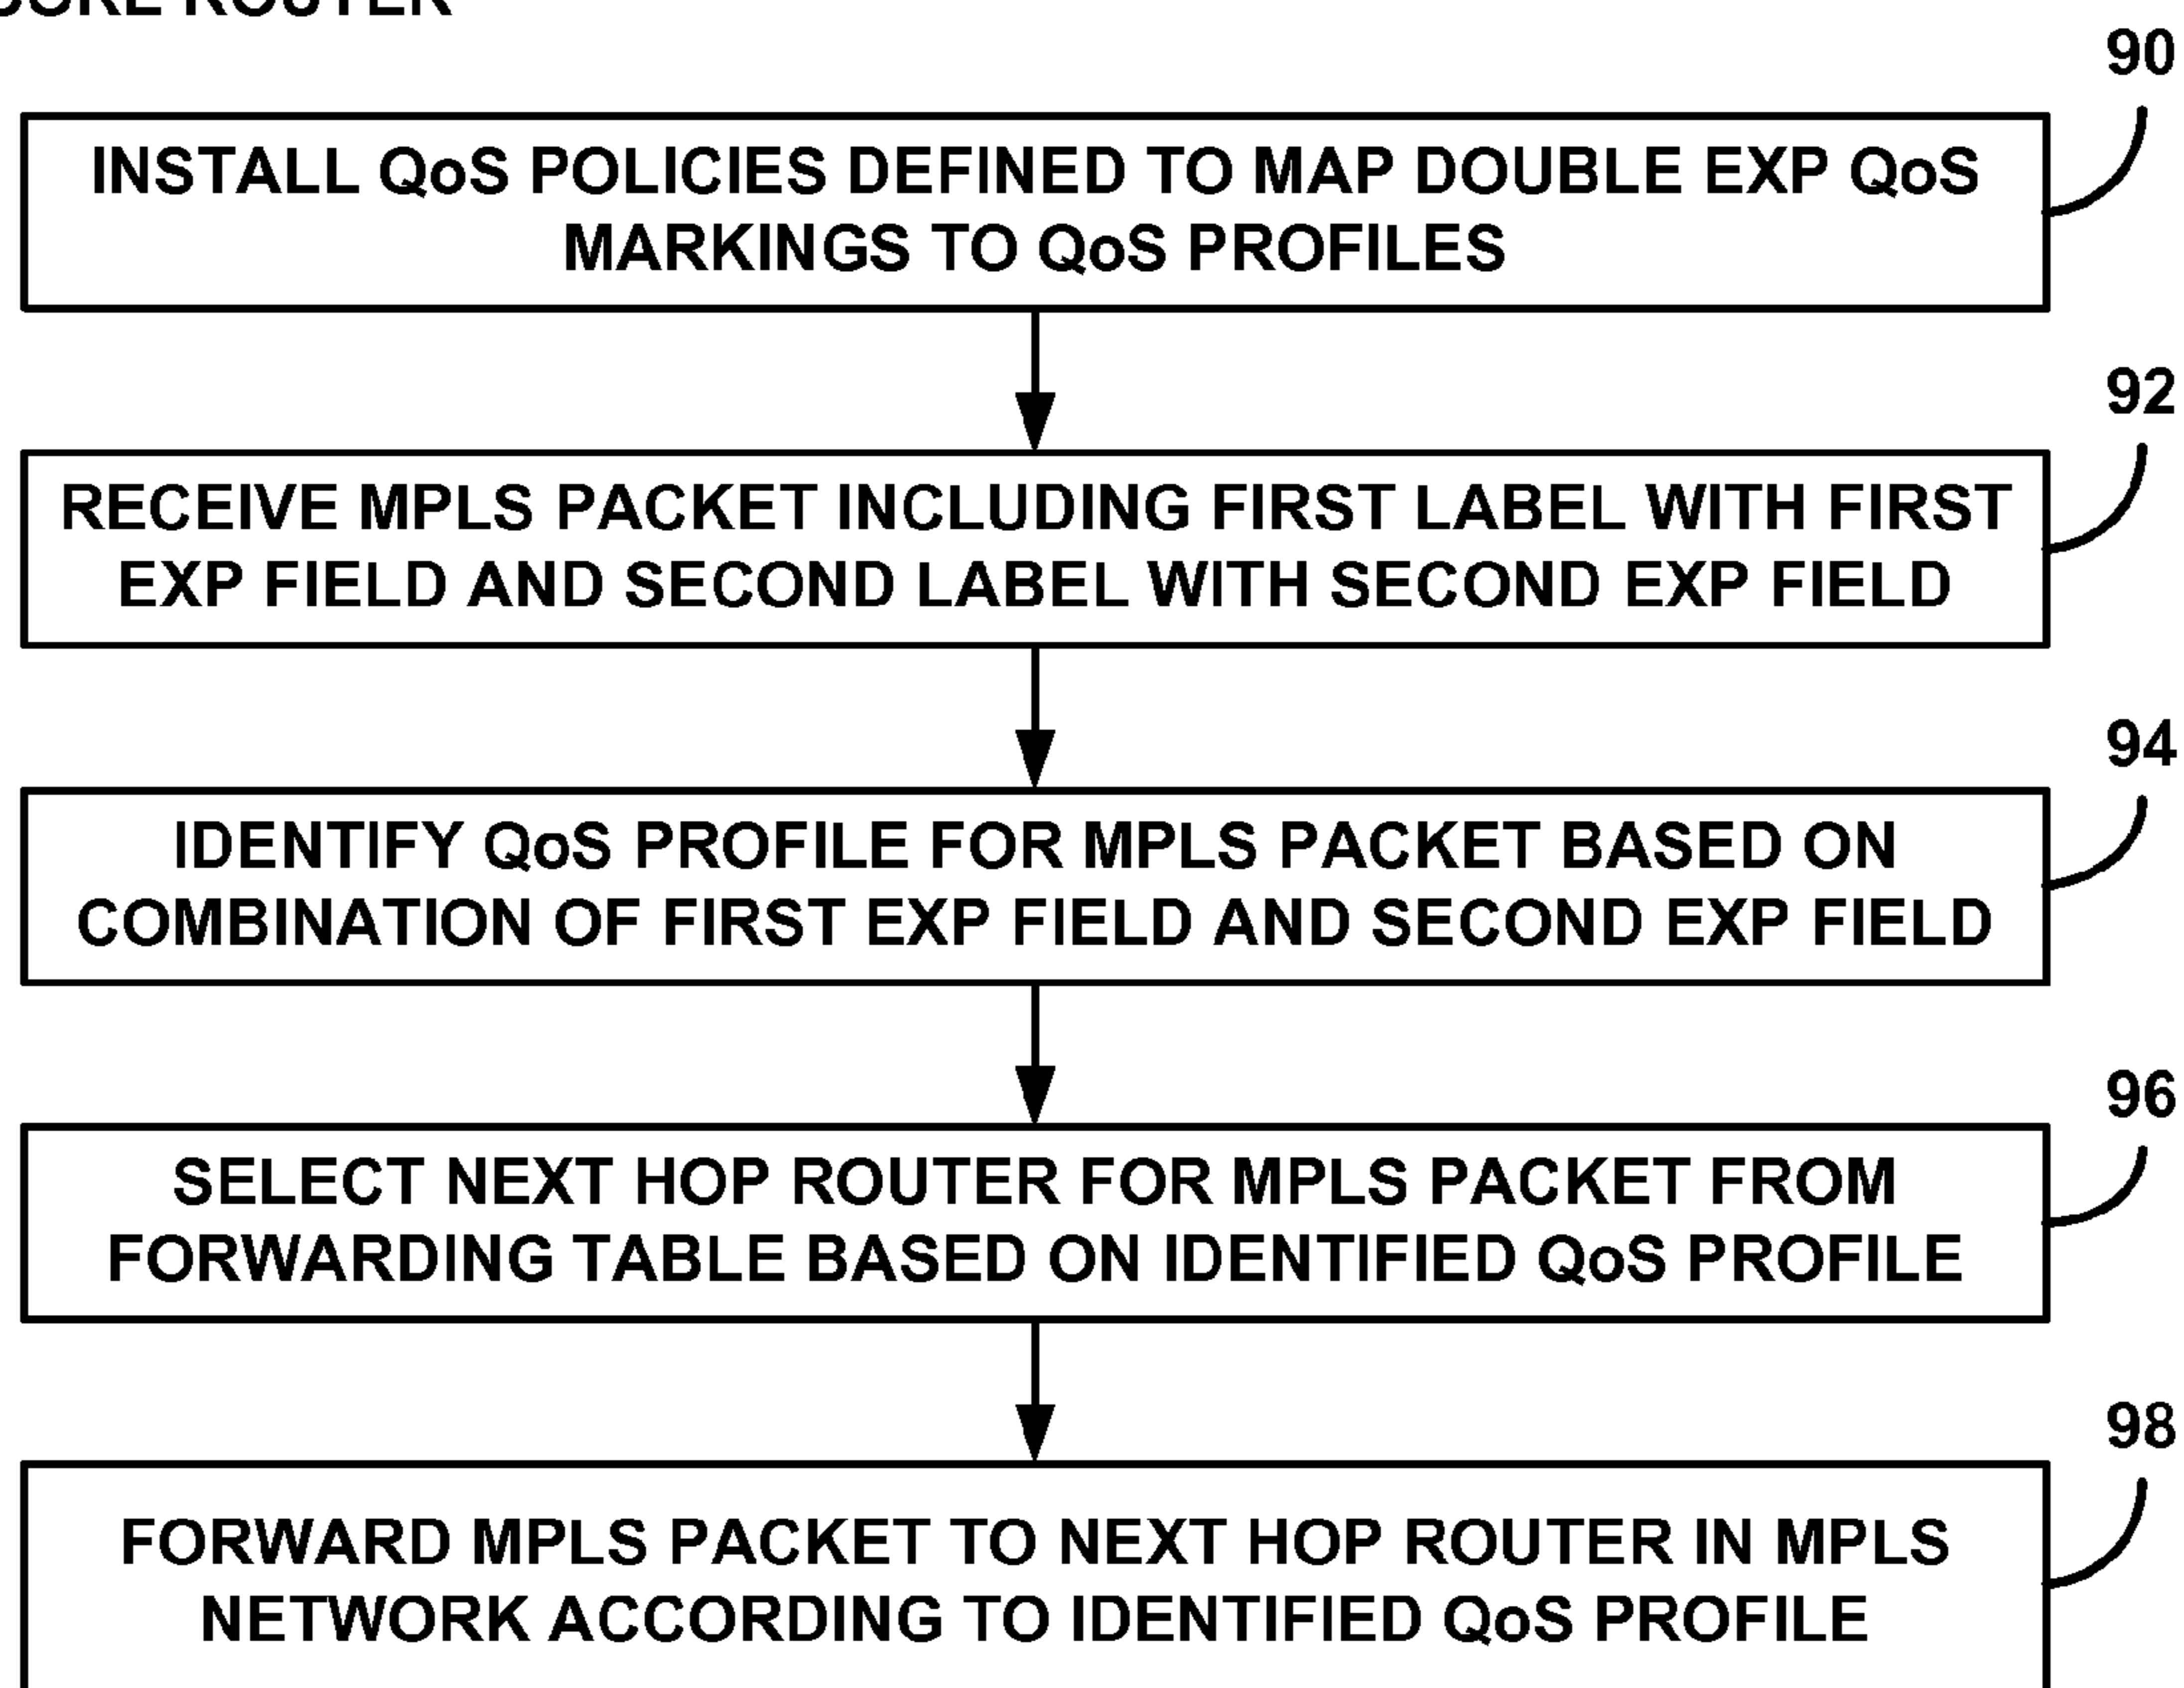 CORE ROUTER
90
INSTALL QoS POLICIES DEFINED TO MAP DOUBLE EXP QoS
MARKINGS TO QoS PROFILES
92
RECEIVE MPLS PACKET INCLUDING FIRST LABEL WITH FIRST
EXP FIELD AND SECOND LABEL WITH SECOND EXP FIELD
94
IDENTIFY QoS PROFILE FOR MPLS PACKET BASED ON
COMBINATION OF FIRST EXP FIELD AND SECOND EXP FIELD
96
SELECT NEXT HOP ROUTER FOR MPLS PACKET FROM
FORWARDING TABLE BASED ON IDENTIFIED QoS PROFILE
98
FORWARD MPLS PACKET TO NEXT HOP ROUTER IN MPLS
NETWORK ACCORDING TO IDENTIFIED QoS PROFILE